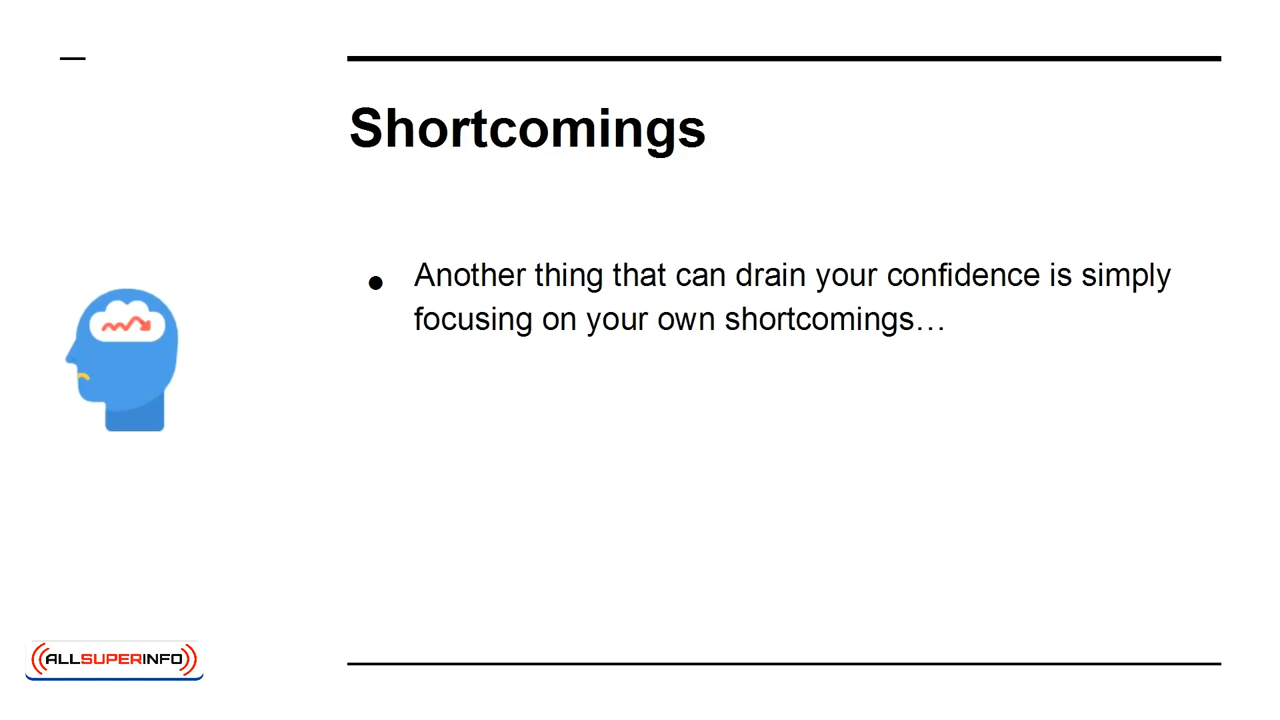 Shortcomings
● Another thing that can drain your confidence is simply
focusing on your own shortcomings…
ALLSUPERINFO